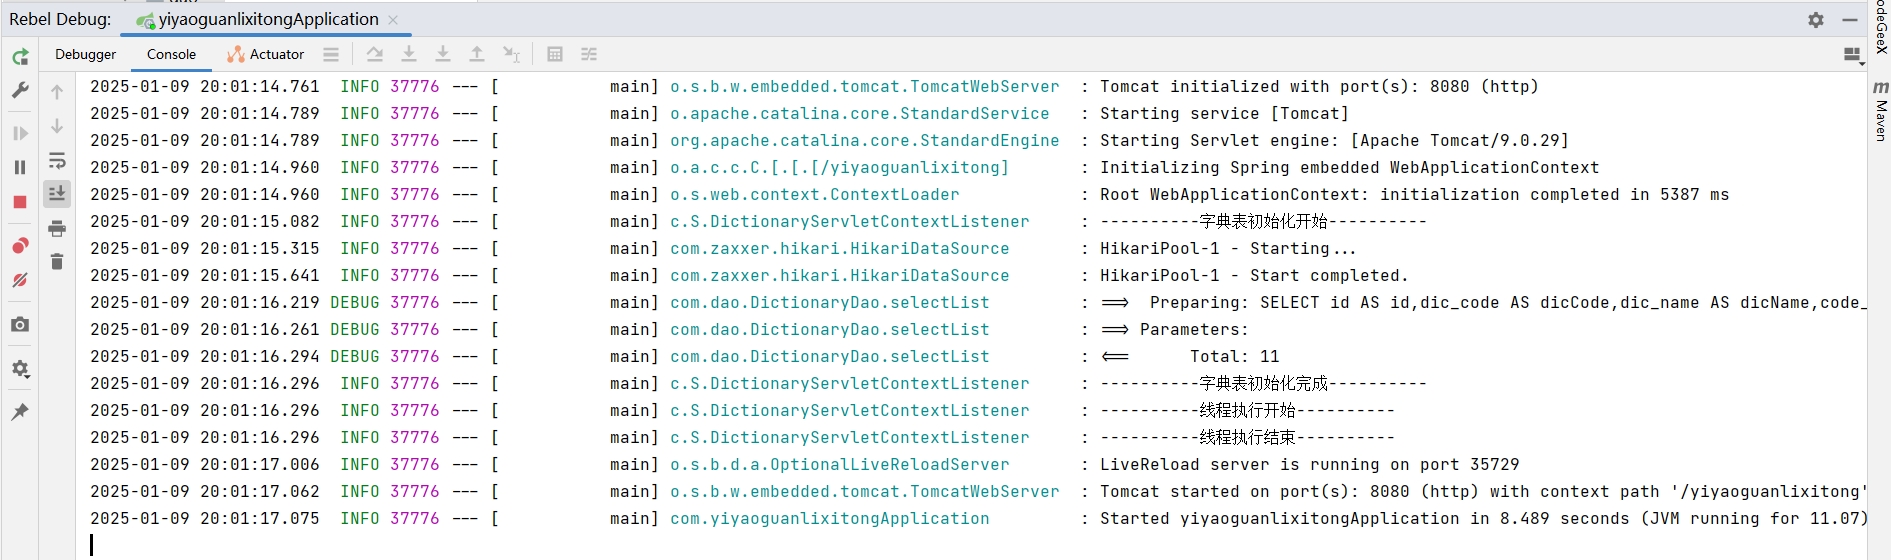 Rebel Debug: yiyaoguanlixitongApplication
Debugger Console Actuator
2025-01-09 20:01:14.761 INFO 37776 --- [ main] o.s.b.w.embedded.tomcat.TomcatWebServer : Tomcat initialized with port(s): 8080 (http)
2025-01-09 20:01:14.789 INFO 37776 --- [ main] o.apache.catalina.core.StandardService : Starting service [Tomcat]
2025-01-09 20:01:14.789 INFO 37776 --- [ main] org.apache.catalina.core.StandardEngine : Starting Servlet engine: [Apache Tomcat/9.0.29]
2025-01-09 20:01:14.960 INFO 37776 --- [ main] o.a.c.c.C.[.[.[/yiyaoguanlixitong] : Initializing Spring embedded WebApplicationContext
2025-01-09 20:01:14.960 INFO 37776 --- [ main] o.s.web.context.ContextLoader : Root WebApplicationContext: initialization completed in 5387 ms
2025-01-09 20:01:15.082 INFO 37776 --- [ main] c.S.DictionaryServletContextListener : ----------字典表初始化开始----------
2025-01-09 20:01:15.315 INFO 37776 --- [ main] com.zaxxer.hikari.HikariDataSource : HikariPool-1 - Starting...
2025-01-09 20:01:15.641 INFO 37776 --- [ main] com.zaxxer.hikari.HikariDataSource : HikariPool-1 - Start completed.
2025-01-09 20:01:16.219 DEBUG 37776 --- [ main] com.dao.DictionaryDao.selectList : ==> Preparing: SELECT id AS id,dic_code AS dicCode,dic_name AS dicName,code_
2025-01-09 20:01:16.261 DEBUG 37776 --- [ main] com.dao.DictionaryDao.selectList : ==> Parameters:
2025-01-09 20:01:16.294 DEBUG 37776 --- [ main] com.dao.DictionaryDao.selectList : <== Total: 11
2025-01-09 20:01:16.296 INFO 37776 --- [ main] c.S.DictionaryServletContextListener : ----------字典表初始化完成----------
2025-01-09 20:01:16.296 INFO 37776 --- [ main] c.S.DictionaryServletContextListener : ----------线程执行开始----------
2025-01-09 20:01:16.296 INFO 37776 --- [ main] c.S.DictionaryServletContextListener : ----------线程执行结束----------
2025-01-09 20:01:17.006 INFO 37776 --- [ main] o.s.b.d.a.OptionalLiveReloadServer : LiveReload server is running on port 35729
2025-01-09 20:01:17.062 INFO 37776 --- [ main] o.s.b.w.embedded.tomcat.TomcatWebServer : Tomcat started on port(s): 8080 (http) with context path '/yiyaoguanlixitong'
2025-01-09 20:01:17.075 INFO 37776 --- [ main] com.yiyaoguanlixitongApplication : Started yiyaoguanlixitongApplication in 8.489 seconds (JVM running for 11.07)
odeGeeX
m Maven